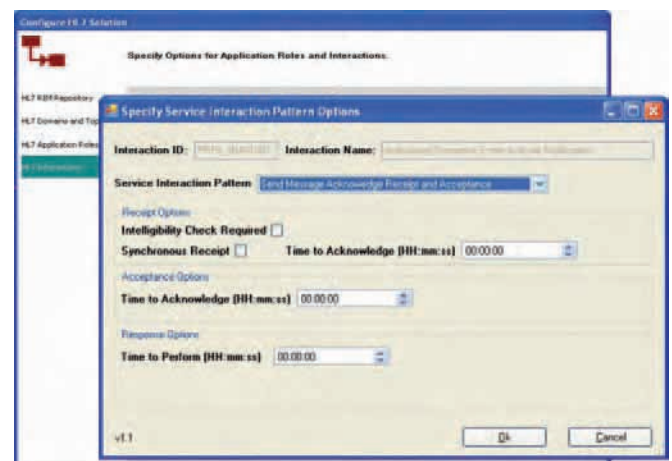 Configure HL7 Solution
Specify Options for Application Roles and Interactions.
HL7 RIM Repository
HL7 Domains and Top
HL7 Application Roles
Specify Service Interaction Pattern Options
Interaction ID:
Interaction Name:
Service Interaction Pattern
Send Message Acknowledge Receipt and Acceptance
Receipt Options
Intelligibility Check Required
Synchronous Receipt
Time to Acknowledge (HH:mm:ss)
00:00:00
Acceptance Options
Time to Acknowledge (HH:mm:ss)
00:00:00
Response Options
Time to Perform (HH:mm:ss)
00:00:00
v1.1
Ok
Cancel